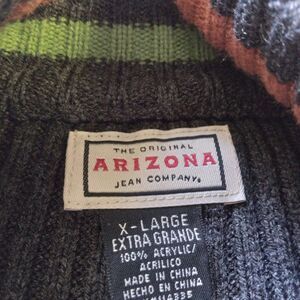 THE ORIGINAL
ARIZONA
JEAN COMPANY®
X-LARGE
EXTRA GRANDE
100% ACRYLIC/
ACRILICO
MADE IN CHINA
HECHO EN CHINA